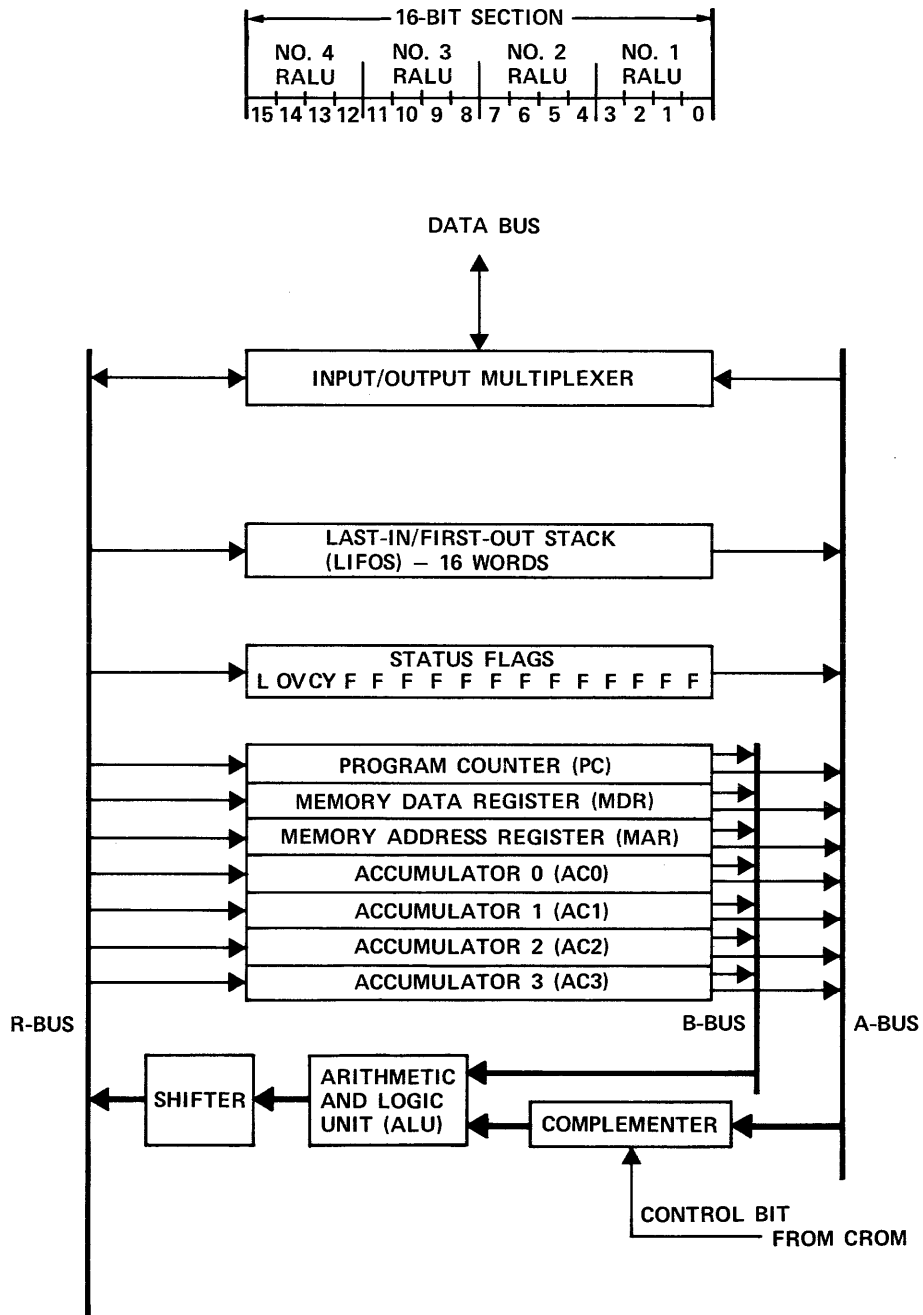 16-BIT SECTION
NO. 4 NO. 3 NO. 2 NO. 1
RALU RALU RALU RALU
15 14 13 12 11 10 9 8 7 6 5 4 3 2 1 0
DATA BUS
INPUT/OUTPUT MULTIPLEXER
LAST-IN/FIRST-OUT STACK
(LIFOS) — 16 WORDS
STATUS FLAGS
L OV CY F F F F F F F F F F F F F
PROGRAM COUNTER (PC)
MEMORY DATA REGISTER (MDR)
MEMORY ADDRESS REGISTER (MAR)
ACCUMULATOR 0 (AC0)
ACCUMULATOR 1 (AC1)
ACCUMULATOR 2 (AC2)
ACCUMULATOR 3 (AC3)
R-BUS B-BUS A-BUS
SHIFTER
ARITHMETIC
AND LOGIC
UNIT (ALU)
COMPLEMENTER
CONTROL BIT
FROM CROM